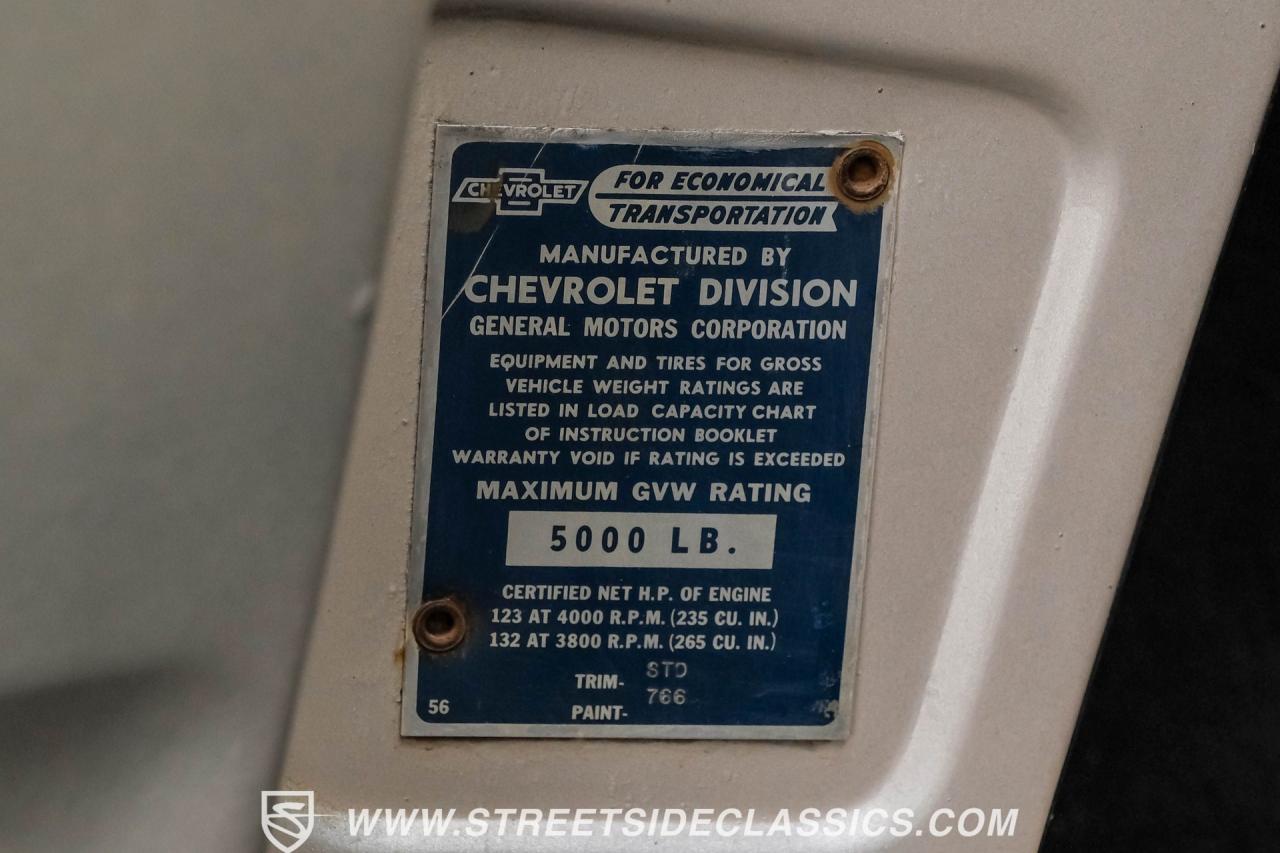 CHEVROLET
FOR ECONOMICAL
TRANSPORTATION
MANUFACTURED BY
CHEVROLET DIVISION
GENERAL MOTORS CORPORATION
EQUIPMENT AND TIRES FOR GROSS
VEHICLE WEIGHT RATINGS ARE
LISTED IN LOAD CAPACITY CHART
OF INSTRUCTION BOOKLET
WARRANTY VOID IF RATING IS EXCEEDED
MAXIMUM GVW RATING
5000 LB.
CERTIFIED NET H.P. OF ENGINE
123 AT 4000 R.P.M. (235 CU. IN.)
132 AT 3800 R.P.M. (265 CU. IN.)
TRIM- STD
PAINT- 766
56
WWW.STREETSIDECLASSICS.COM